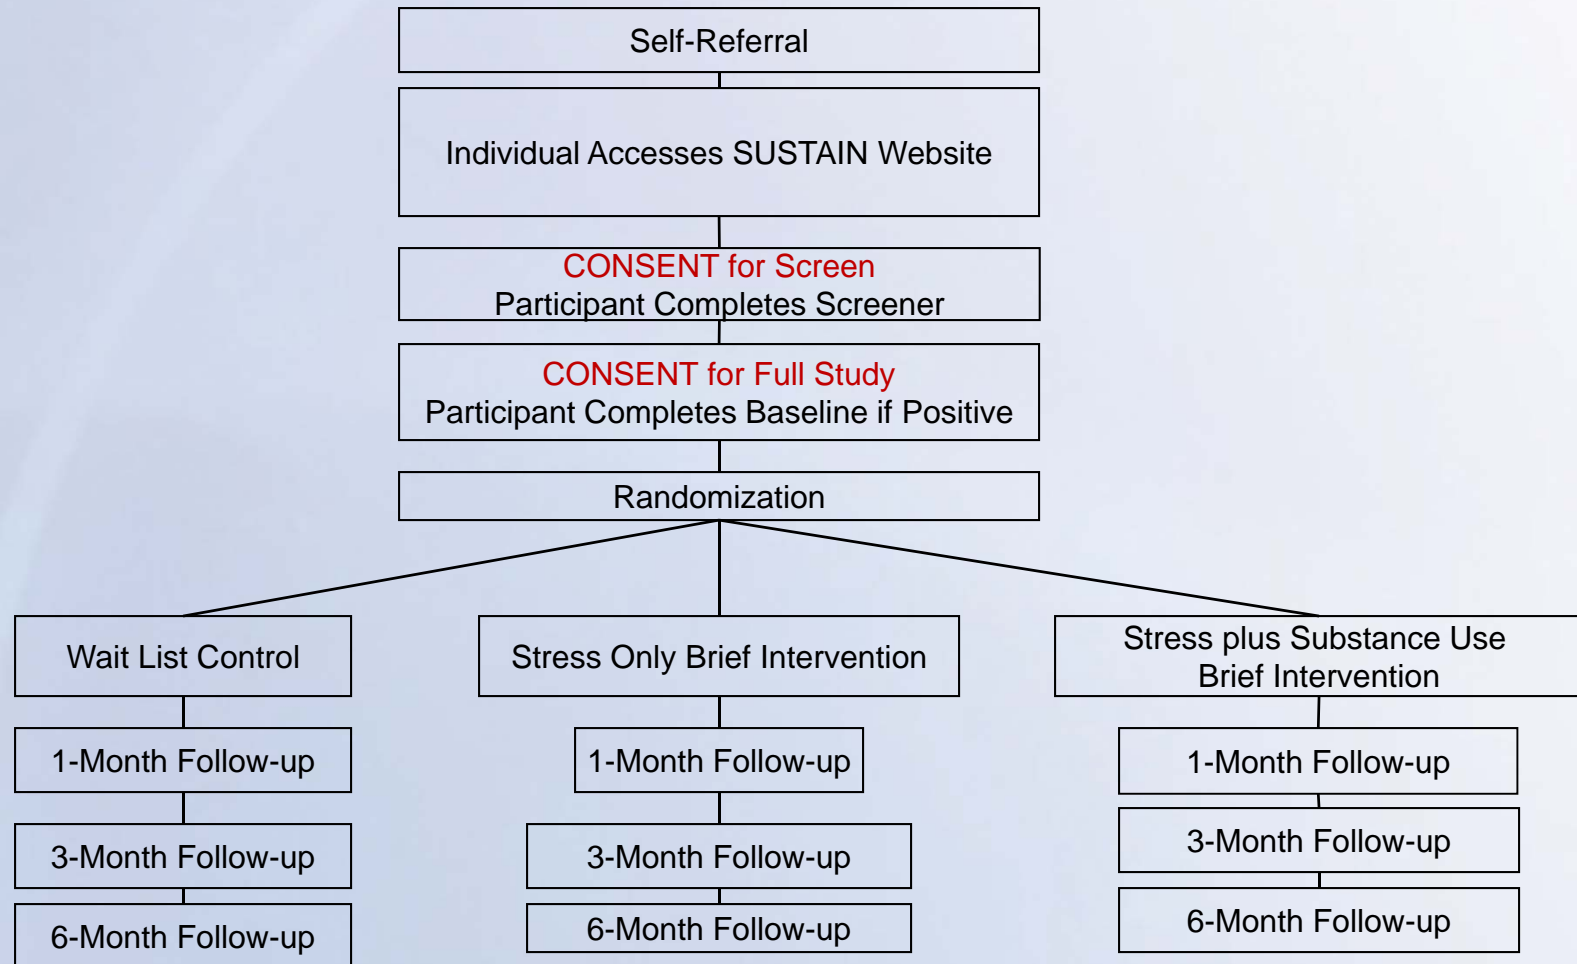 Self-Referral
Individual Accesses SUSTAIN Website
CONSENT for Screen
Participant Completes Screener
CONSENT for Full Study
Participant Completes Baseline if Positive
Randomization
Wait List Control
Stress Only Brief Intervention
Stress plus Substance Use
Brief Intervention
1-Month Follow-up
1-Month Follow-up
1-Month Follow-up
3-Month Follow-up
3-Month Follow-up
3-Month Follow-up
6-Month Follow-up
6-Month Follow-up
6-Month Follow-up